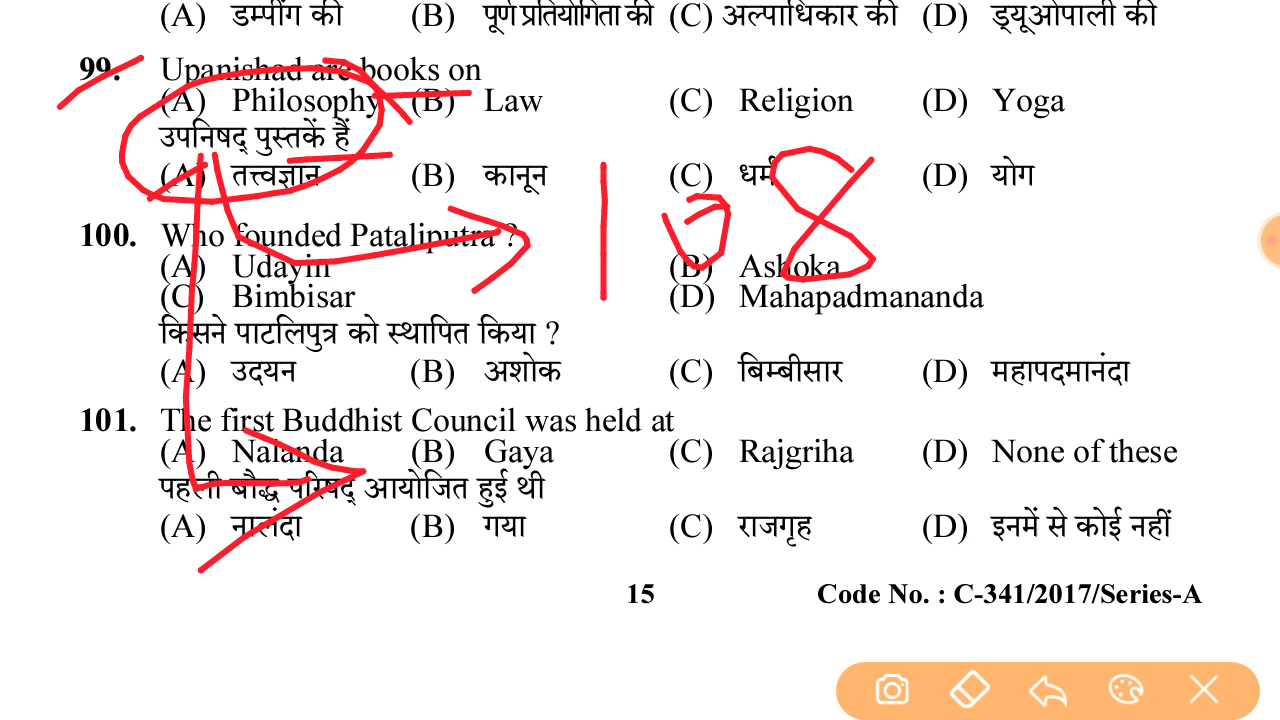 (A) डम्पींग की (B) पूर्ण प्रतियोगिता की (C) अल्पाधिकार की (D) ड्यूओपाली की
99. Upanishad are books on
(A) Philosophy (B) Law (C) Religion (D) Yoga
उपनिषद् पुस्तकें हैं
(A) तत्त्वज्ञान (B) कानून (C) धर्म (D) योग
108
100. Who founded Pataliputra ?
(A) Udayin (B) Ashoka
(C) Bimbisar (D) Mahapadmananda
किसने पाटलिपुत्र को स्थापित किया ?
(A) उदयन (B) अशोक (C) बिम्बीसार (D) महापदमानंदा
101. The first Buddhist Council was held at
(A) Nalanda (B) Gaya (C) Rajgriha (D) None of these
पहली बौद्ध परिषद् आयोजित हुई थी
(A) नालंदा (B) गया (C) राजगृह (D) इनमें से कोई नहीं
15 Code No. : C-341/2017/Series-A